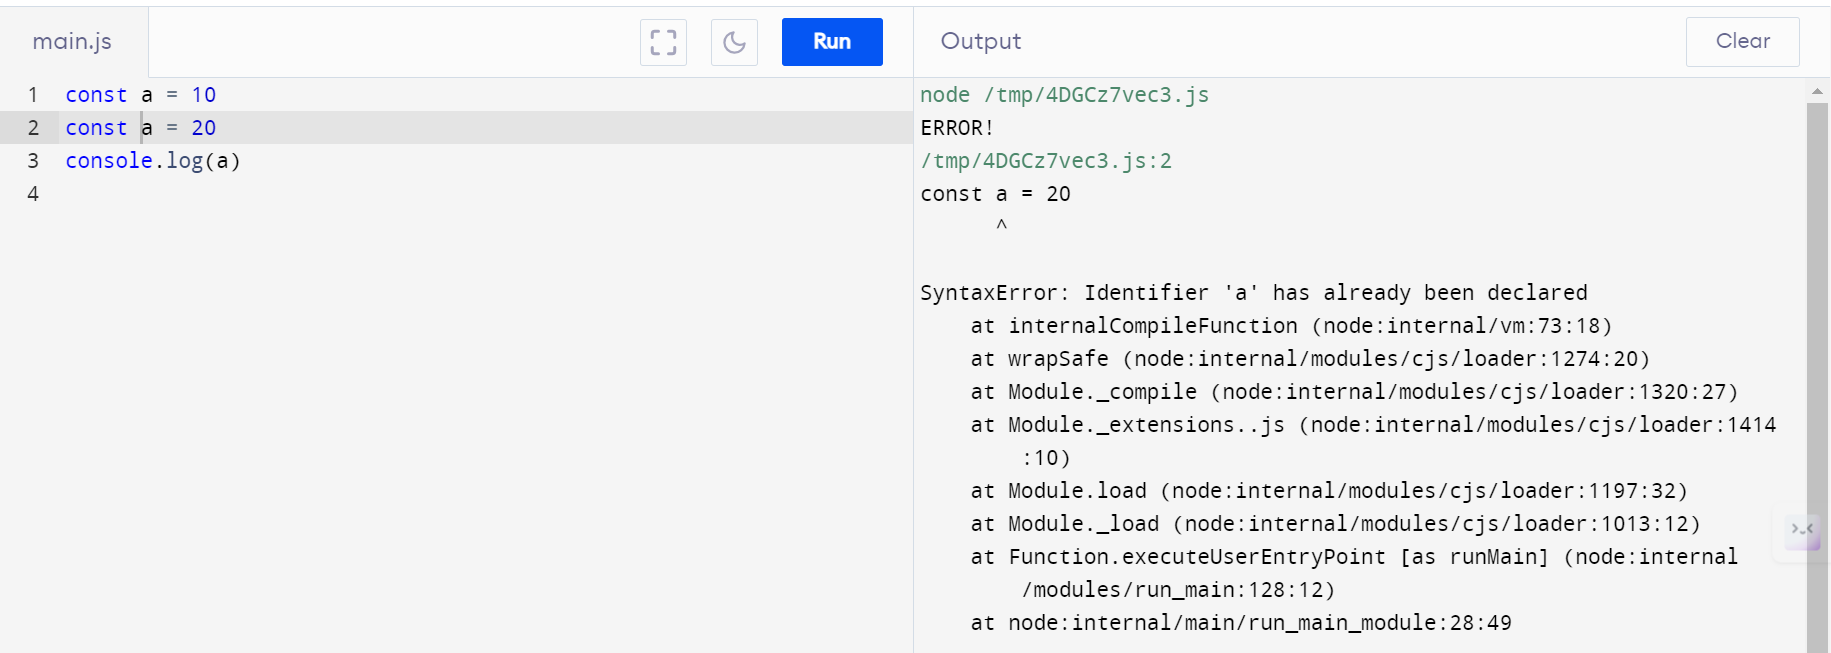 main.js
Run
Output
Clear
1 const a = 10
2 const a = 20
3 console.log(a)
4
node /tmp/4DGCz7vec3.js
ERROR!
/tmp/4DGCz7vec3.js:2
const a = 20
^
SyntaxError: Identifier 'a' has already been declared
at internalCompileFunction (node:internal/vm:73:18)
at wrapSafe (node:internal/modules/cjs/loader:1274:20)
at Module._compile (node:internal/modules/cjs/loader:1320:27)
at Module._extensions..js (node:internal/modules/cjs/loader:1414
:10)
at Module.load (node:internal/modules/cjs/loader:1197:32)
at Module._load (node:internal/modules/cjs/loader:1013:12)
at Function.executeUserEntryPoint [as runMain] (node:internal
/modules/run_main:128:12)
at node:internal/main/run_main_module:28:49